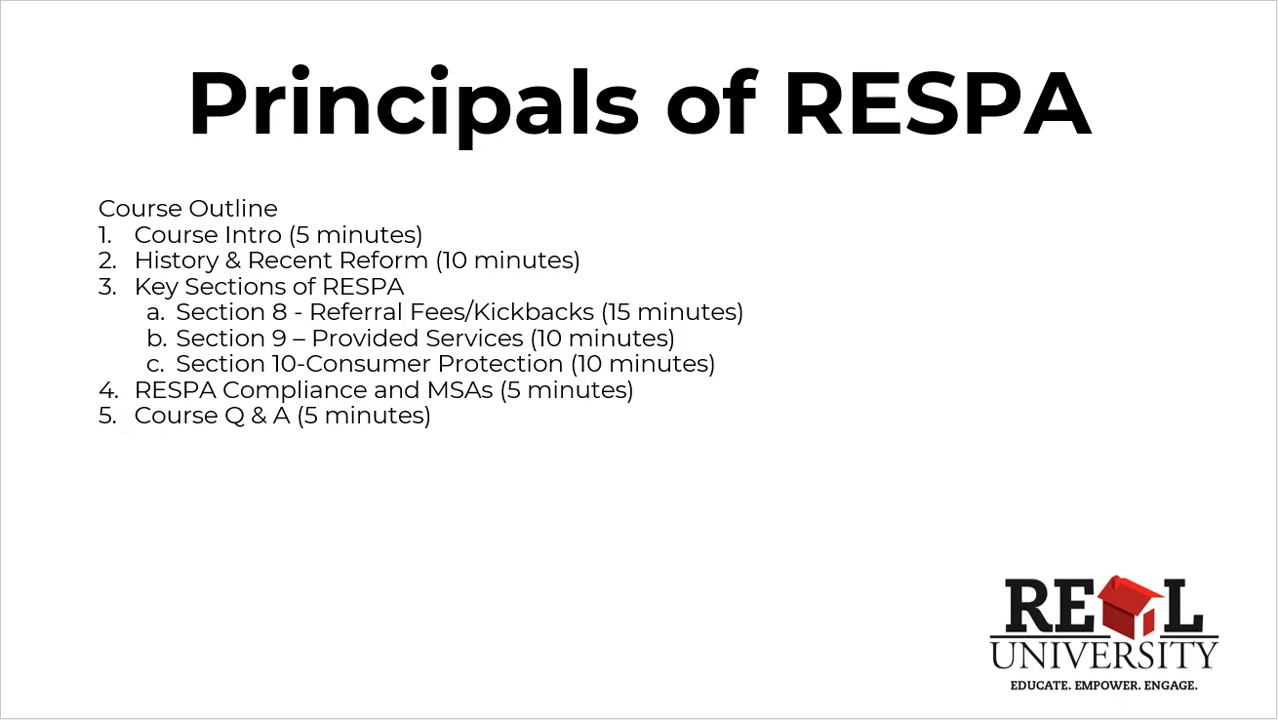 Principals of RESPA
Course Outline
1. Course Intro (5 minutes)
2. History & Recent Reform (10 minutes)
3. Key Sections of RESPA
a. Section 8 - Referral Fees/Kickbacks (15 minutes)
b. Section 9 – Provided Services (10 minutes)
c. Section 10-Consumer Protection (10 minutes)
4. RESPA Compliance and MSAs (5 minutes)
5. Course Q & A (5 minutes)
REAL
UNIVERSITY
EDUCATE. EMPOWER. ENGAGE.